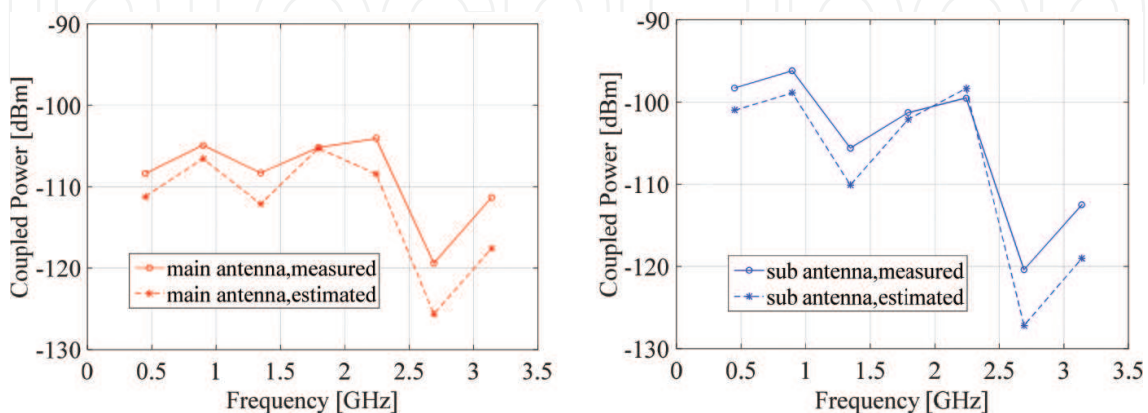 -90
-100
-110
-120
-130
Coupled Power [dBm]
main antenna,measured
main antenna,estimated
0 0.5 1 1.5 2 2.5 3 3.5
Frequency [GHz]
-90
-100
-110
-120
-130
Coupled Power [dBm]
sub antenna,measured
sub antenna,estimated
0 0.5 1 1.5 2 2.5 3 3.5
Frequency [GHz]